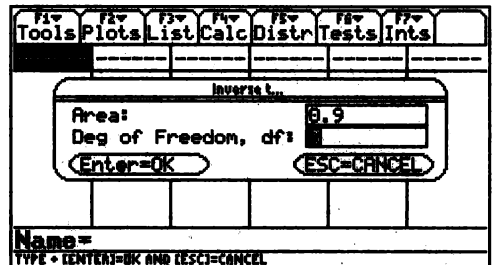 F1 F2 F3 F4 F5 F6 F7
Tools Plots List Calc Distr Tests Ints
Inverse t...
Area: 0.9
Deg of Freedom, df:
Enter=OK ESC=CANCEL
Name=
TYPE + [ENTER]=OK AND [ESC]=CANCEL